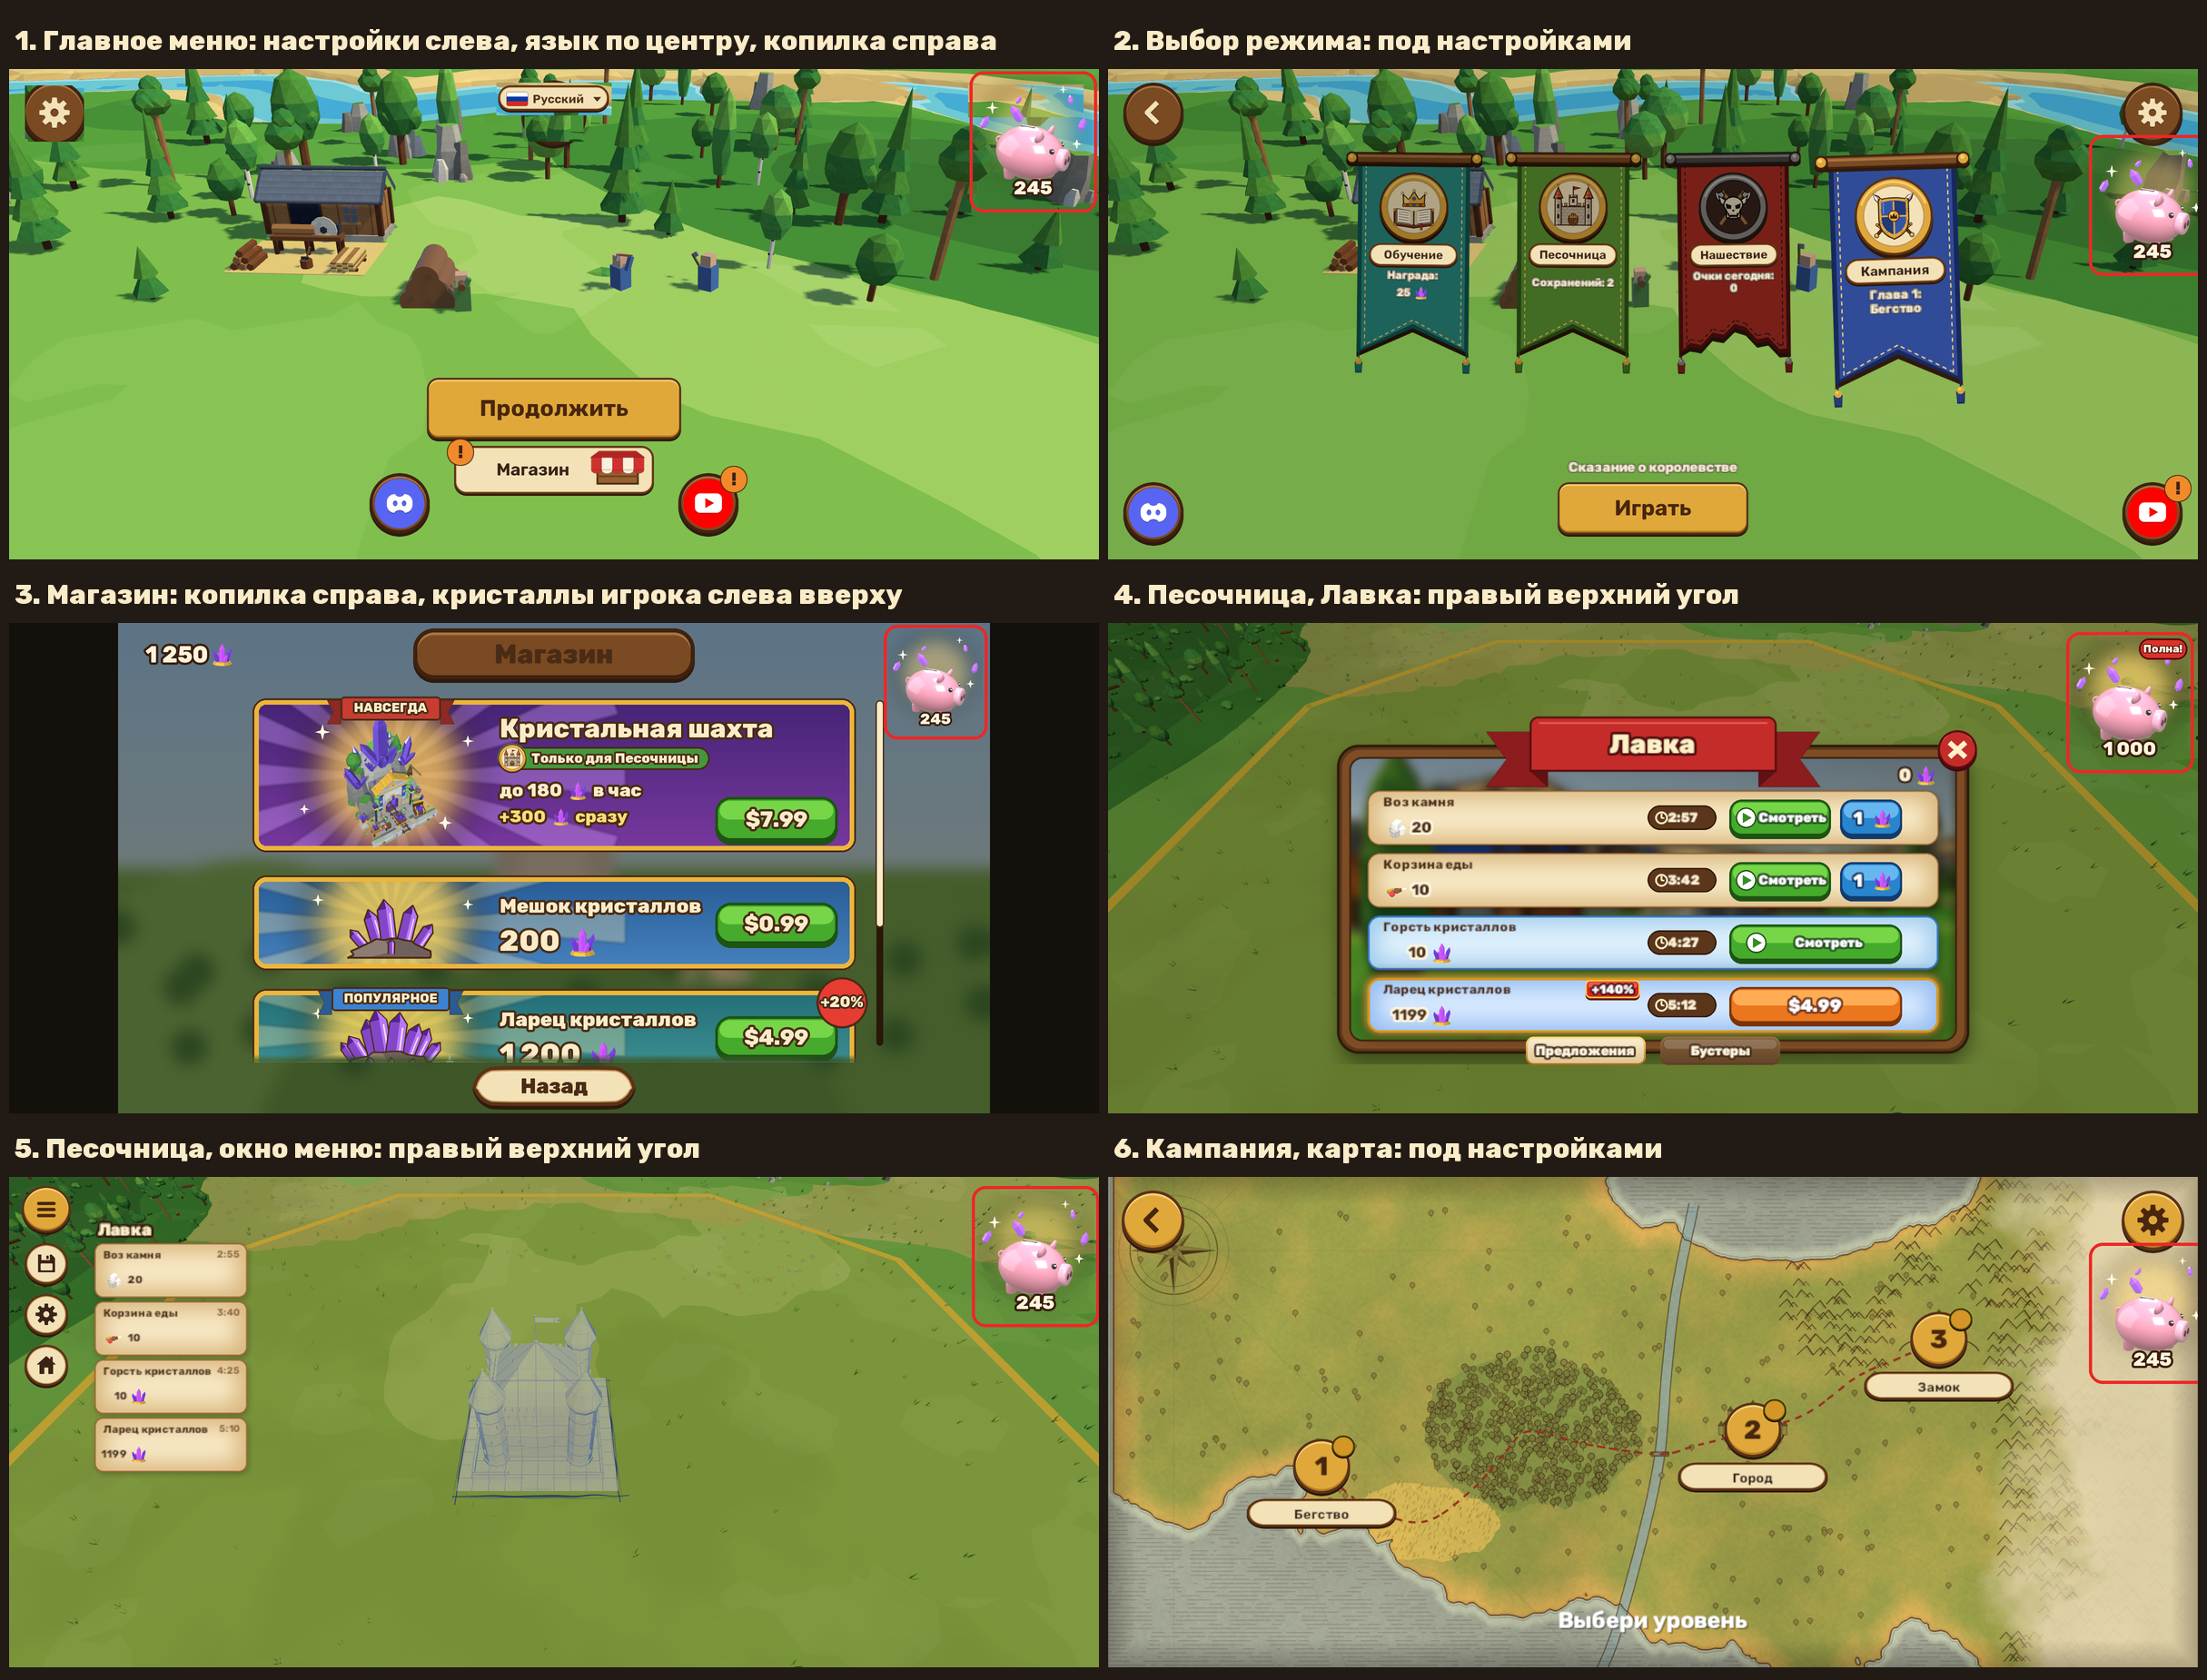 1. Главное меню: настройки слева, язык по центру, копилка справа
Русский
245
Продолжить
!
Магазин
!
2. Выбор режима: под настройками
245
Обучение
Награда:
25
Песочница
Сохранений: 2
Нашествие
Очки сегодня:
0
Кампания
Глава 1:
Бегство
Сказание о королевстве
Играть
!
3. Магазин: копилка справа, кристаллы игрока слева вверху
1 250
Магазин
245
НАВСЕГДА
Кристальная шахта
Только для Песочницы
до 180 в час
+300 сразу
$7.99
Мешок кристаллов
200
$0.99
ПОПУЛЯРНОЕ
+20%
Ларец кристаллов
1200
$4.99
Назад
4. Песочница, Лавка: правый верхний угол
Полна!
1 000
Лавка
0
Воз камня
20
2:57
Смотреть
1
Корзина еды
10
3:42
Смотреть
1
Горсть кристаллов
10
4:27
Смотреть
Ларец кристаллов
+140%
1199
5:12
$4.99
Предложения
Бустеры
5. Песочница, окно меню: правый верхний угол
245
Лавка
Воз камня 2:55
20
Корзина еды 3:40
10
Горсть кристаллов 4:25
10
Ларец кристаллов 5:10
1199
6. Кампания, карта: под настройками
245
3
Замок
2
Город
1
Бегство
Выбери уровень